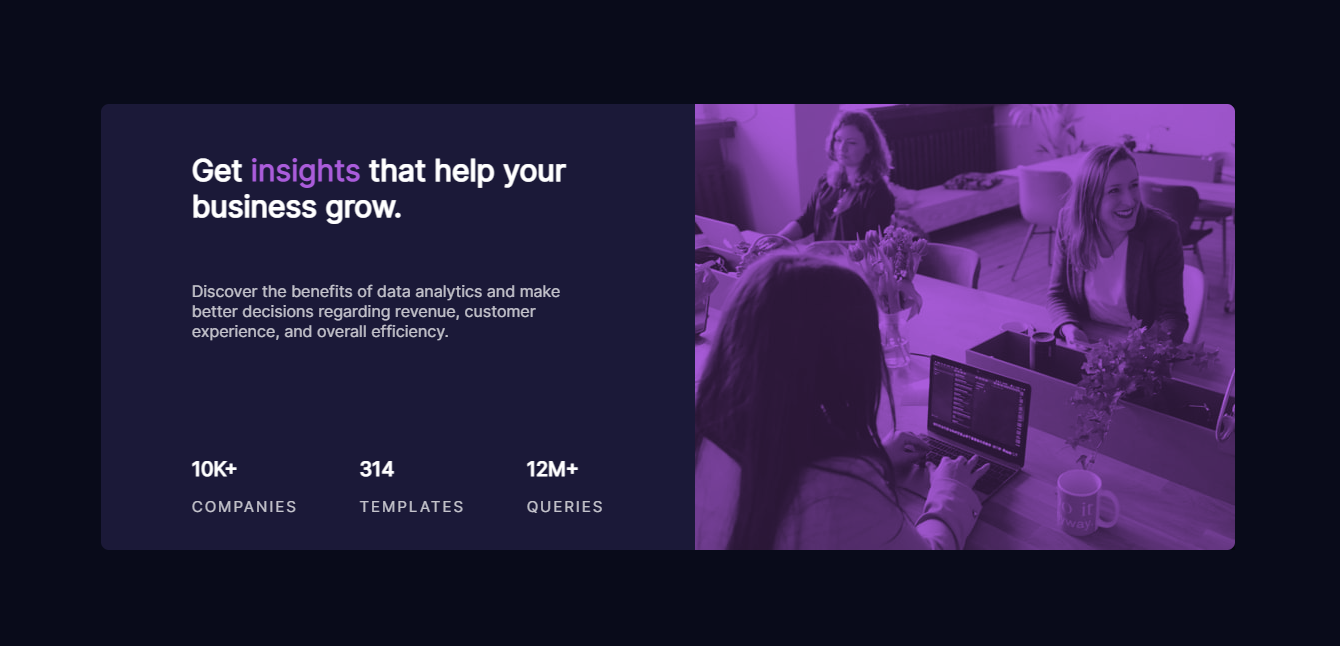 Get insights that help your
business grow.
Discover the benefits of data analytics and make
better decisions regarding revenue, customer
experience, and overall efficiency.
10K+ 314 12M+
COMPANIES TEMPLATES QUERIES